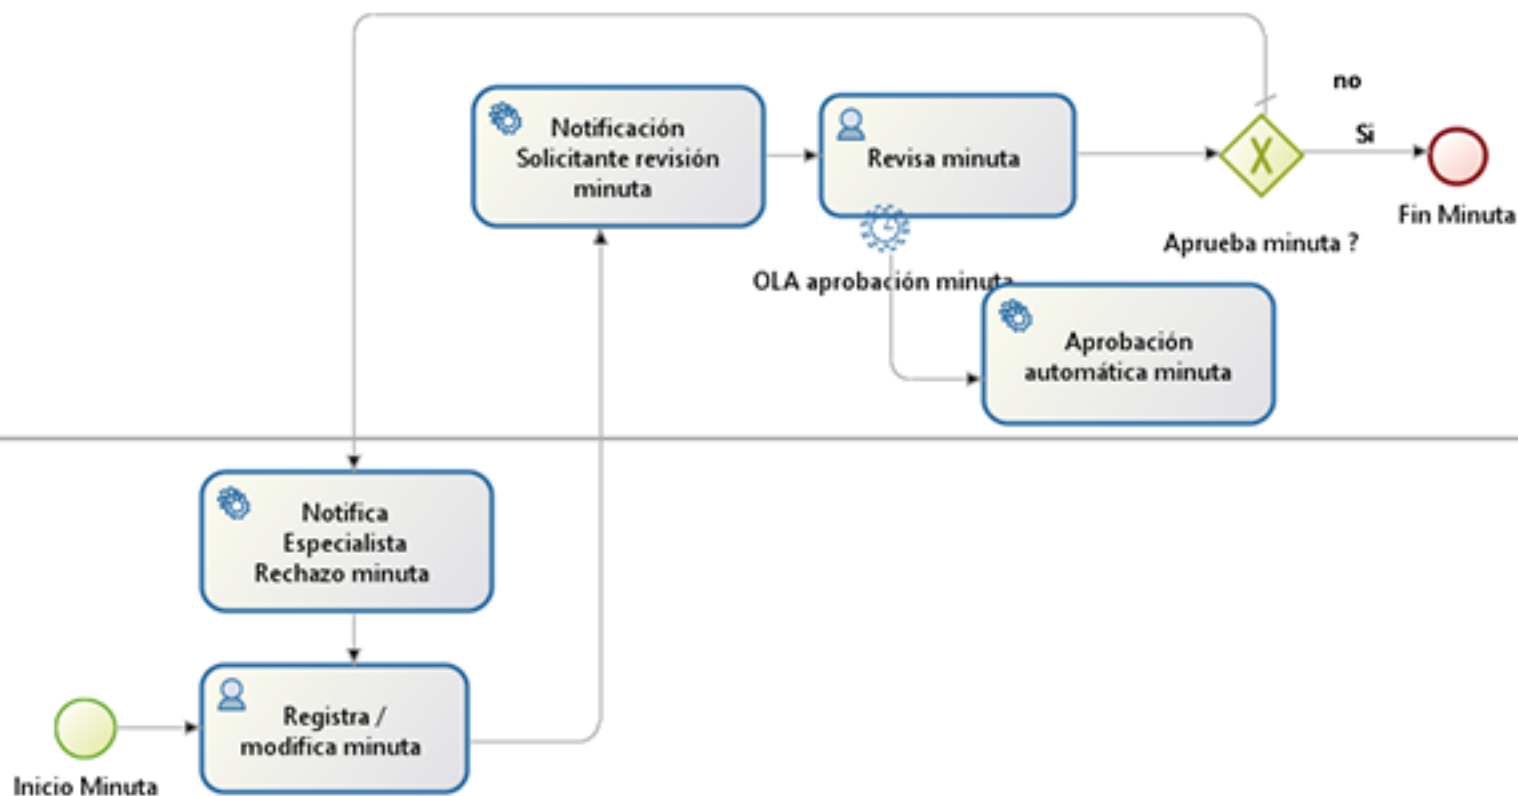 no
Notificación
Solicitante revisión
minuta
Revisa minuta
Si
Fin Minuta
Aprueba minuta ?
OLA aprobación minuta
Aprobación
automática minuta
Notifica
Especialista
Rechazo minuta
Registra /
modifica minuta
Inicio Minuta